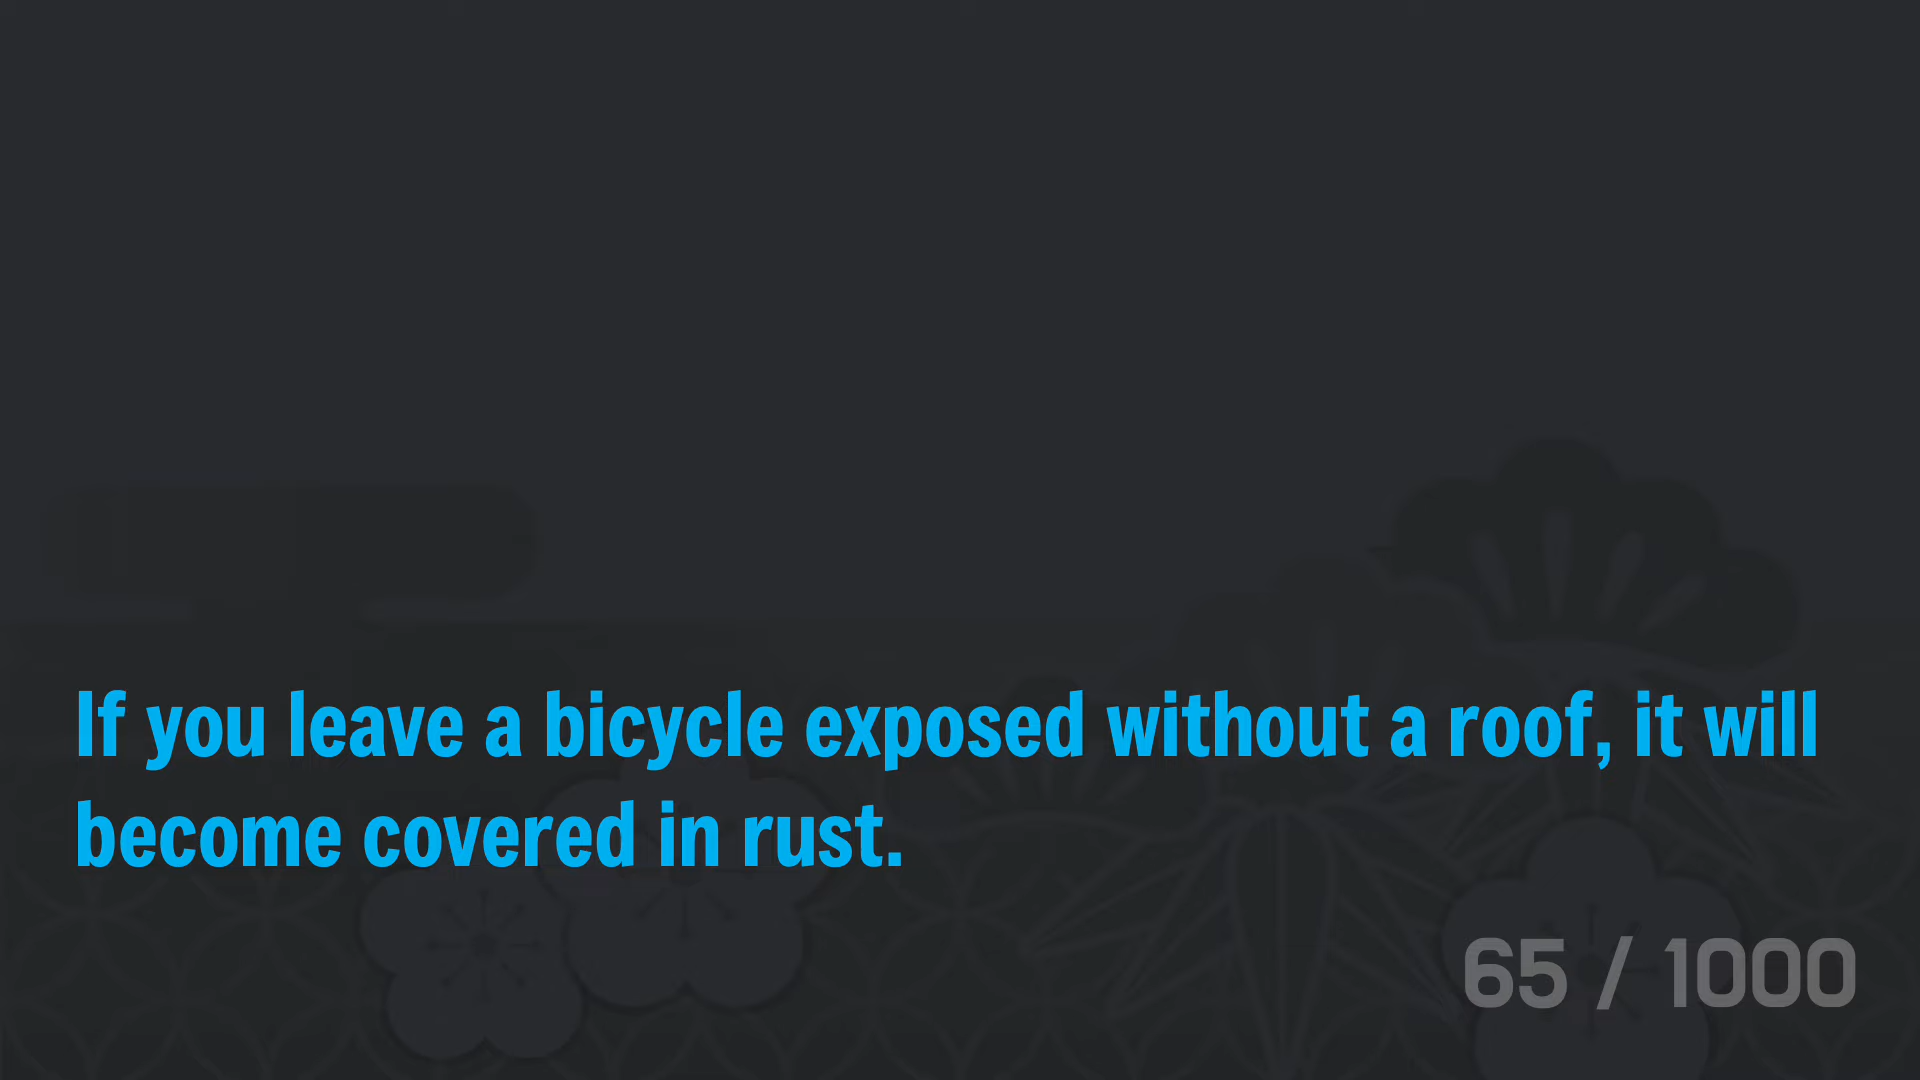 If you leave a bicycle exposed without a roof, it will
become covered in rust.
65 / 1000